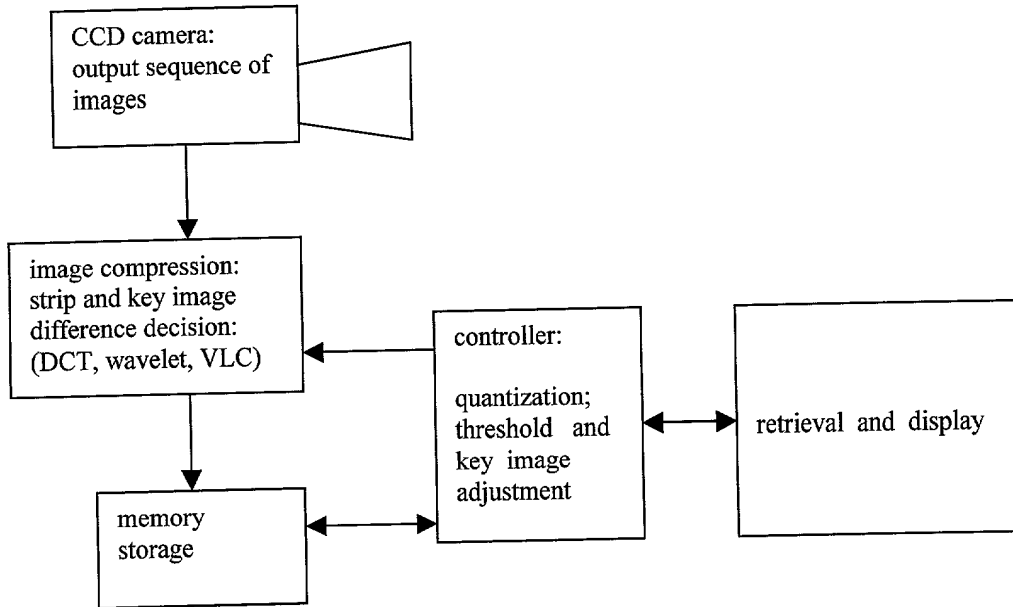 CCD camera:
output sequence of
images
image compression:
strip and key image
difference decision:
(DCT, wavelet, VLC)
controller:
quantization;
threshold and
key image
adjustment
retrieval and display
memory
storage